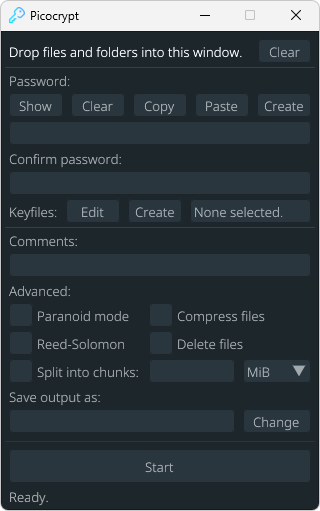 Picocrypt
Drop files and folders into this window. Clear
Password:
Show Clear Copy Paste Create
Confirm password:
Keyfiles: Edit Create None selected.
Comments:
Advanced:
Paranoid mode Compress files
Reed-Solomon Delete files
Split into chunks: MiB
Save output as:
Change
Start
Ready.